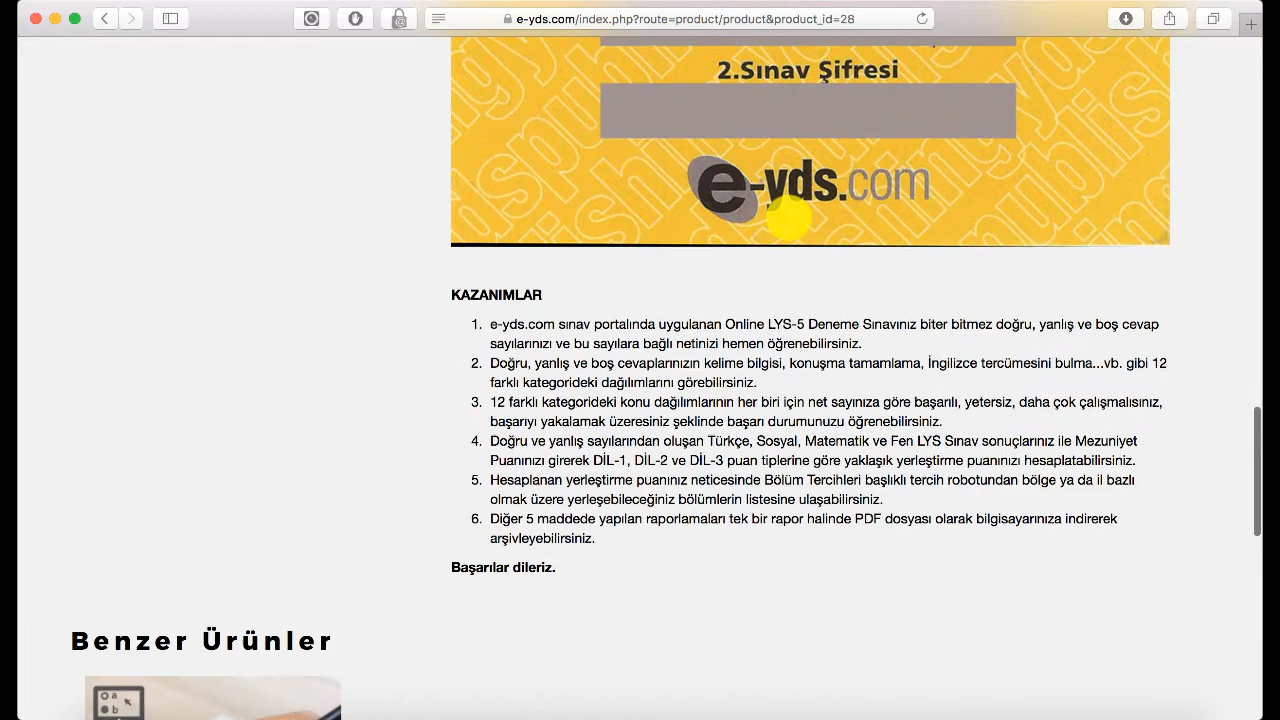 e-yds.com/index.php?route=product/product&product_id=28
2.Sınav Şifresi
e-yds.com
KAZANIMLAR
1. e-yds.com sınav portalında uygulanan Online LYS-5 Deneme Sınavınız biter bitmez doğru, yanlış ve boş cevap
sayılarınızı ve bu sayılara bağlı netinizi hemen öğrenebilirsiniz.
2. Doğru, yanlış ve boş cevaplarınızın kelime bilgisi, konuşma tamamlama, İngilizce tercümesini bulma...vb. gibi 12
farklı kategorideki dağılımlarını görebilirsiniz.
3. 12 farklı kategorideki konu dağılımlarının her biri için net sayınıza göre başarılı, yetersiz, daha çok çalışmalısınız,
başarıyı yakalamak üzeresiniz şeklinde başarı durumunuzu öğrenebilirsiniz.
4. Doğru ve yanlış sayılarından oluşan Türkçe, Sosyal, Matematik ve Fen LYS Sınav sonuçlarınız ile Mezuniyet
Puanınızı girerek DİL-1, DİL-2 ve DİL-3 puan tiplerine göre yaklaşık yerleştirme puanınızı hesaplatabilirsiniz.
5. Hesaplanan yerleştirme puanınız neticesinde Bölüm Tercihleri başlıklı tercih robotundan bölge ya da il bazlı
olmak üzere yerleşebileceğiniz bölümlerin listesine ulaşabilirsiniz.
6. Diğer 5 maddede yapılan raporlamaları tek bir rapor halinde PDF dosyası olarak bilgisayarınıza indirerek
arşivleyebilirsiniz.
Başarılar dileriz.
Benzer Ürünler
a
b